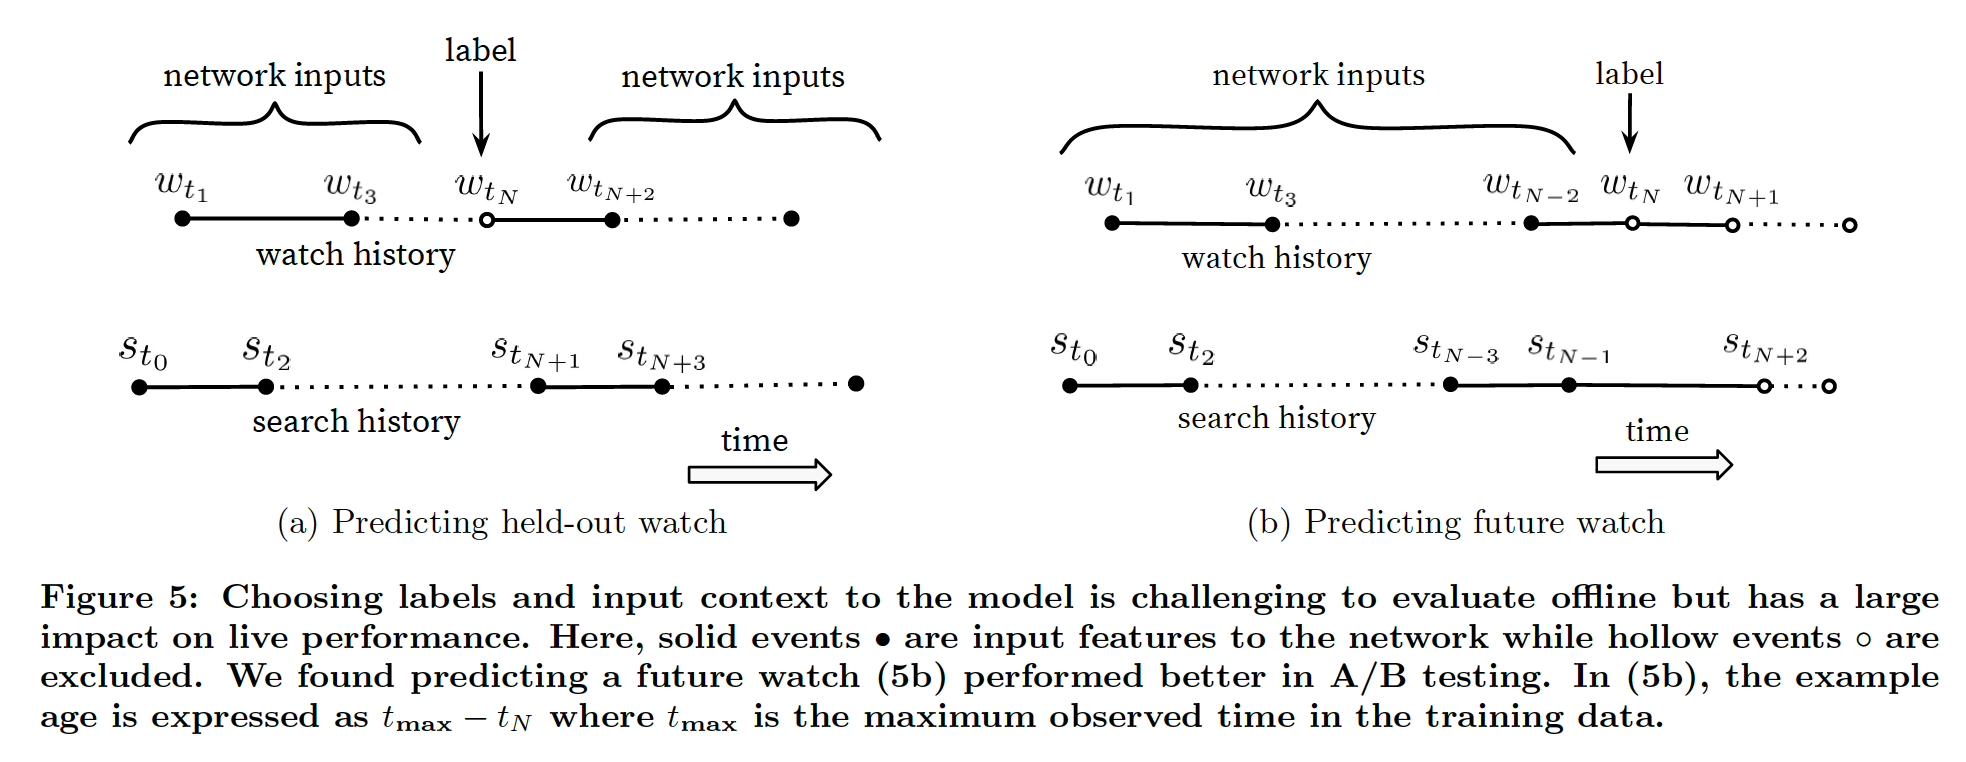 network inputs
label
network inputs
w_{t_1} w_{t_3} w_{t_N} w_{t_{N+2}}
watch history
s_{t_0} s_{t_2} s_{t_{N+1}} s_{t_{N+3}}
search history
time
(a) Predicting held-out watch
network inputs
label
w_{t_1} w_{t_3} w_{t_{N-2}} w_{t_N} w_{t_{N+1}}
watch history
s_{t_0} s_{t_2} s_{t_{N-3}} s_{t_{N-1}} s_{t_{N+2}}
search history
time
(b) Predicting future watch
Figure 5: Choosing labels and input context to the model is challenging to evaluate offline but has a large
impact on live performance. Here, solid events • are input features to the network while hollow events ◦ are
excluded. We found predicting a future watch (5b) performed better in A/B testing. In (5b), the example
age is expressed as t_{max} − t_N where t_{max} is the maximum observed time in the training data.